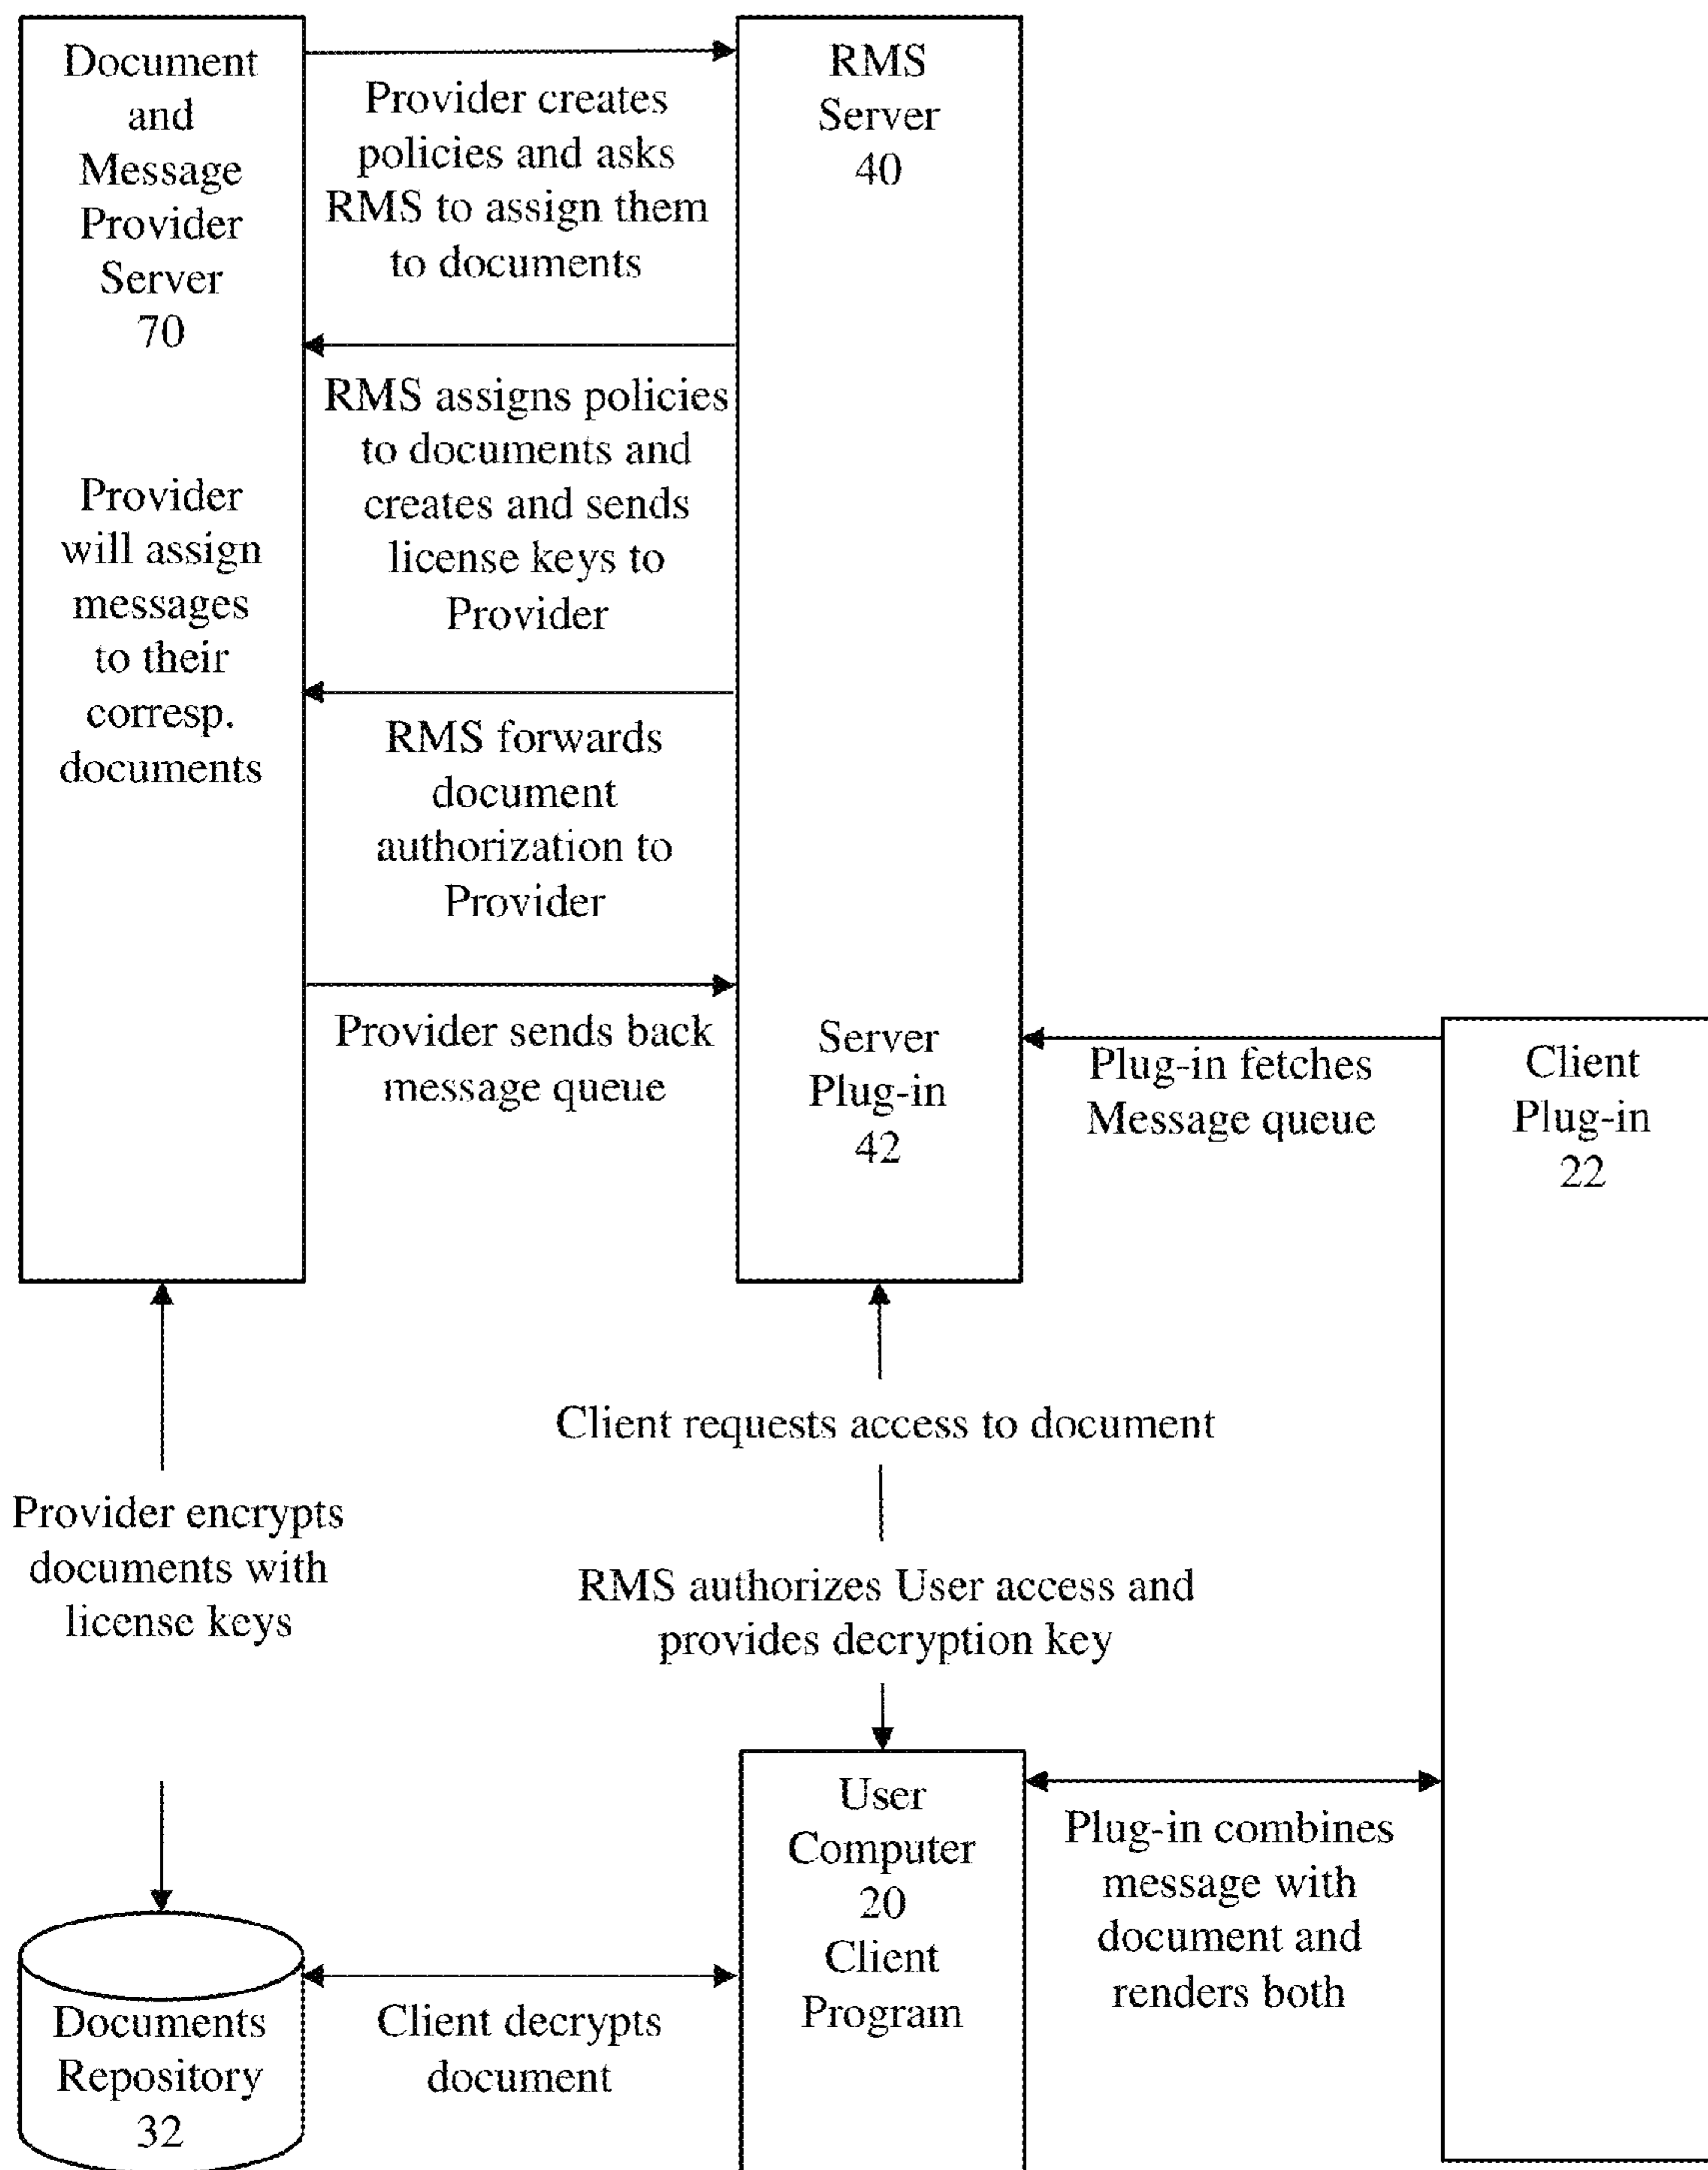 Document
and
Message
Provider
Server
70
Provider
will assign
messages
to their
corresp.
documents
Provider creates
policies and asks
RMS to assign them
to documents
RMS assigns policies
to documents and
creates and sends
license keys to
Provider
RMS forwards
document
authorization to
Provider
Provider sends back
message queue
RMS
Server
40
Server
Plug-in
42
Plug-in fetches
Message queue
Client
Plug-in
22
Client requests access to document
Provider encrypts
documents with
license keys
RMS authorizes User access and
provides decryption key
User
Computer
20
Client
Program
Plug-in combines
message with
document and
renders both
Documents
Repository
32
Client decrypts
document